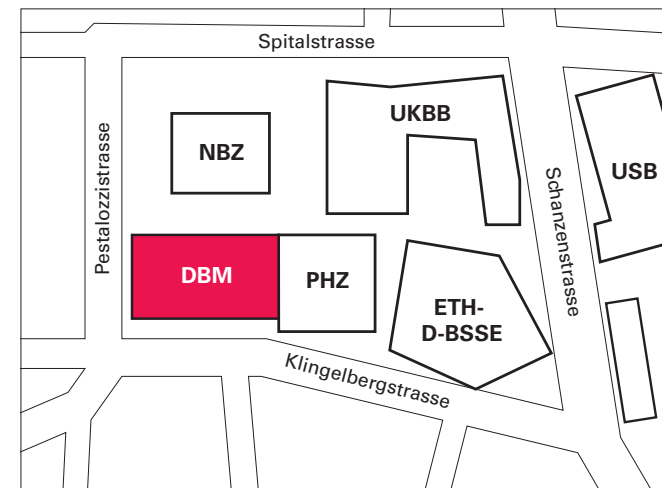 Spitalstrasse
UKBB
NBZ
USB
Pestalozzistrasse
Schanzenstrasse
DBM
PHZ
ETH-
D-BSSE
Klingelbergstrasse